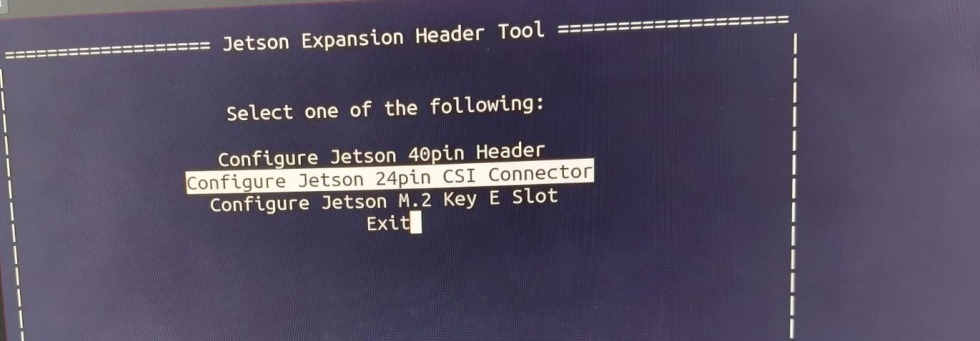 =================== Jetson Expansion Header Tool ===================
Select one of the following:
Configure Jetson 40pin Header
Configure Jetson 24pin CSI Connector
Configure Jetson M.2 Key E Slot
Exit